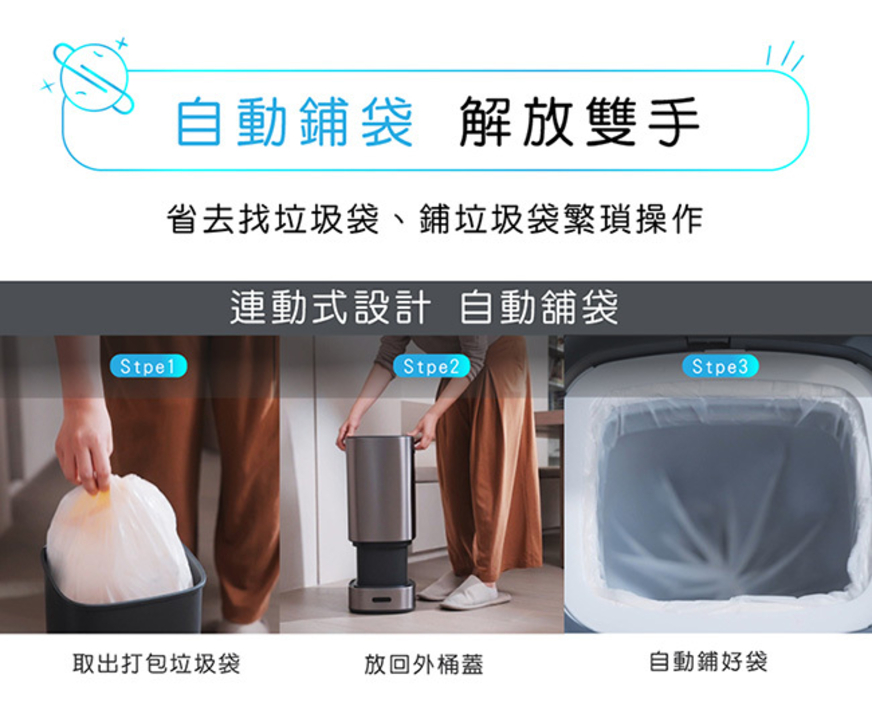 自動鋪袋 解放雙手
省去找垃圾袋、鋪垃圾袋繁瑣操作
連動式設計 自動舖袋
Stpe1
Stpe2
Stpe3
取出打包垃圾袋
放回外桶蓋
自動鋪好袋